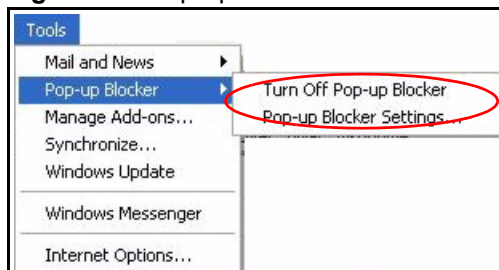 Tools
Mail and News
Pop-up Blocker
Manage Add-ons...
Synchronize...
Windows Update
Windows Messenger
Internet Options...
Turn Off Pop-up Blocker
Pop-up Blocker Settings...